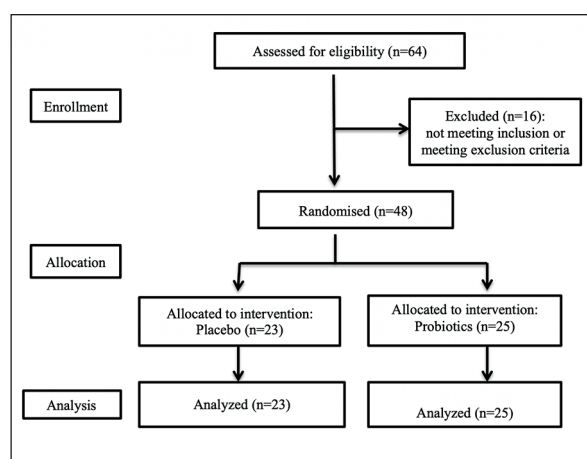 Assessed for eligibility (n=64)
Enrollment
Excluded (n=16):
not meeting inclusion or
meeting exclusion criteria
Randomised (n=48)
Allocation
Allocated to intervention:
Placebo (n=23)
Allocated to intervention:
Probiotics (n=25)
Analysis
Analyzed (n=23)
Analyzed (n=25)